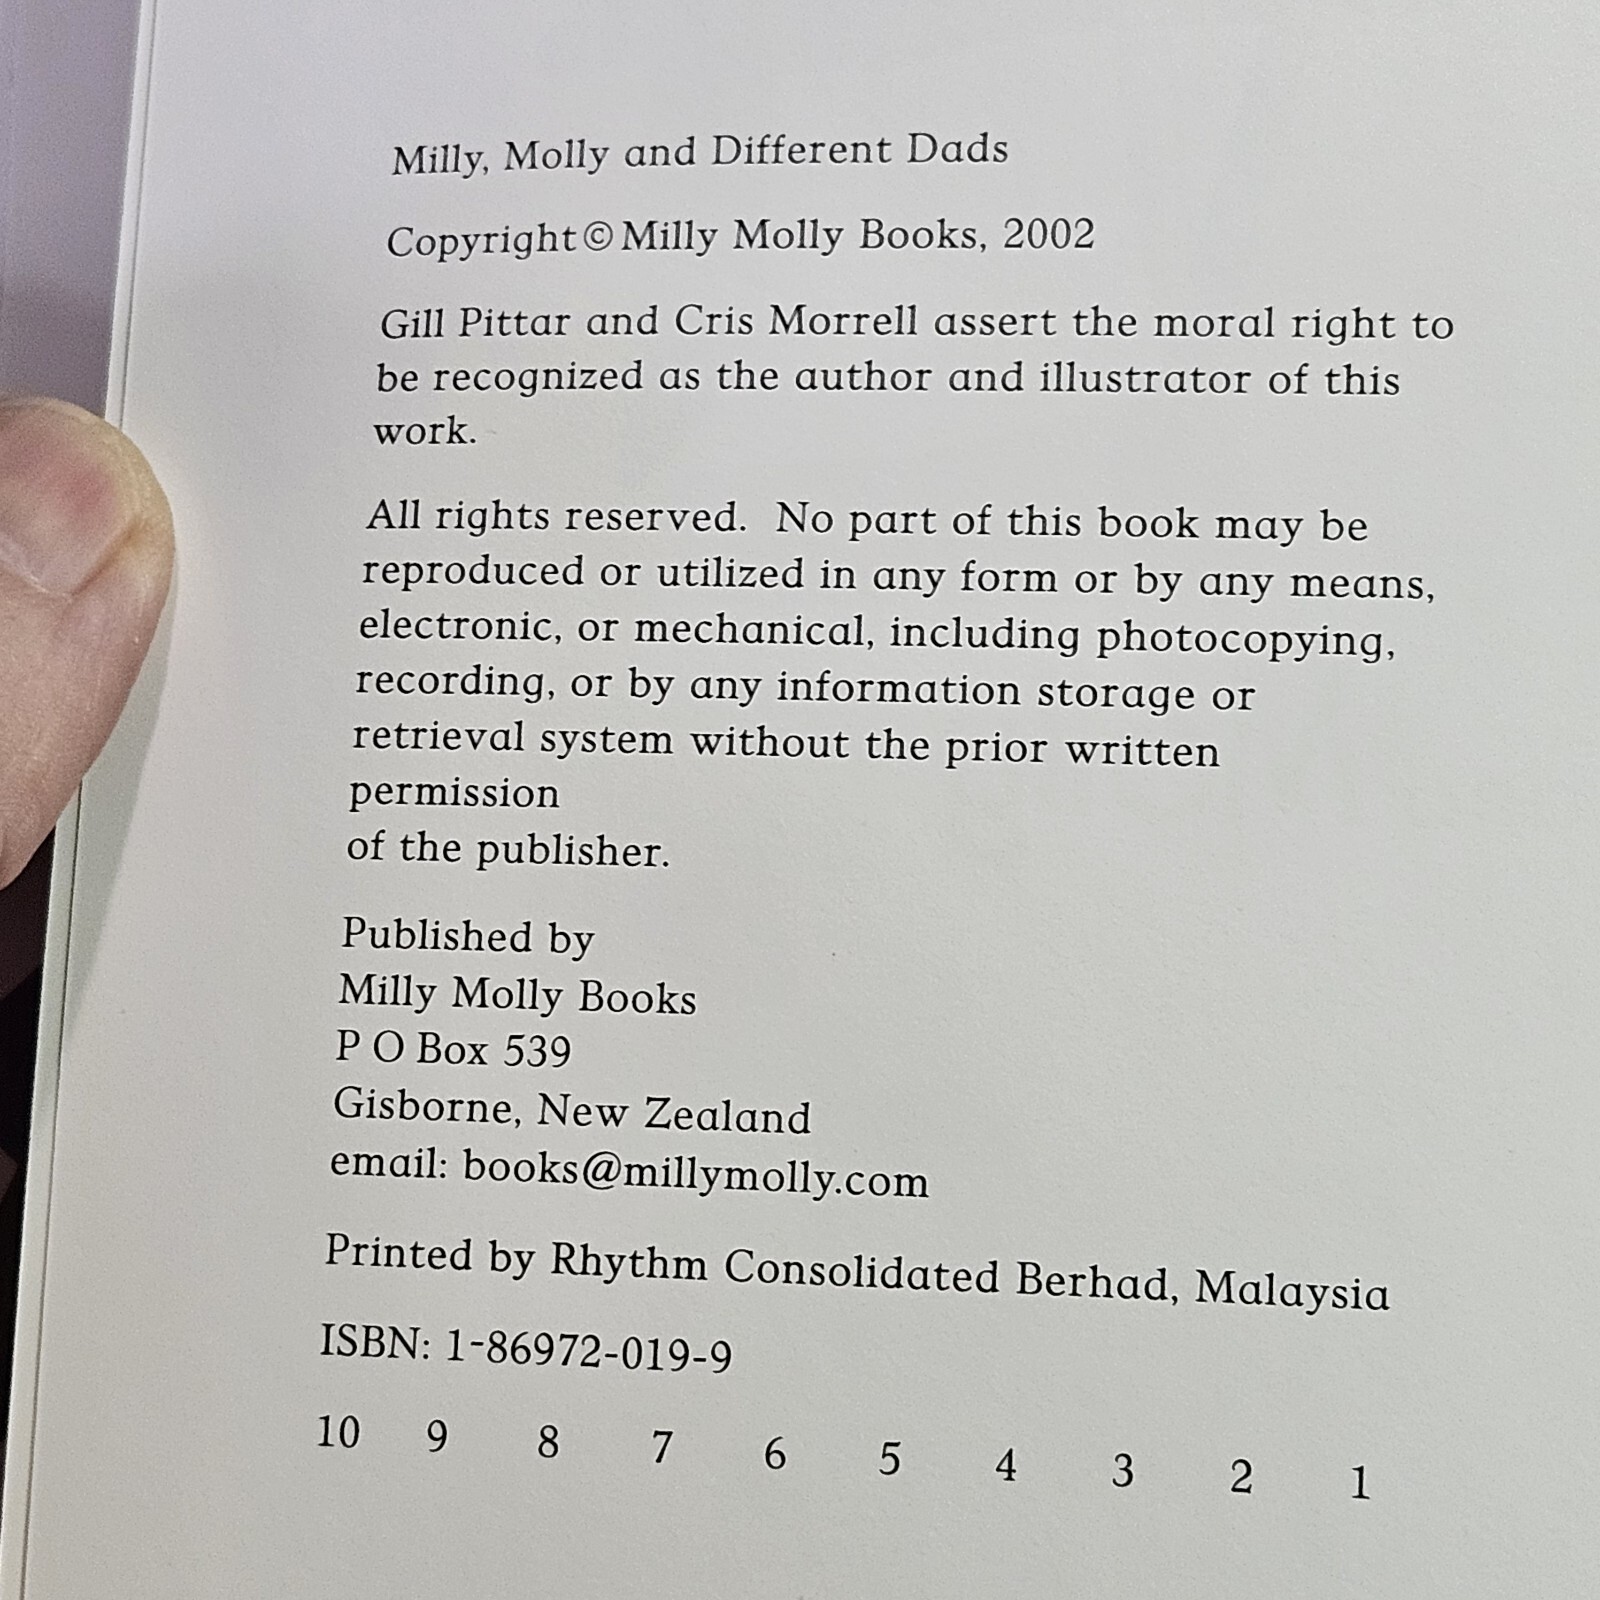 Milly, Molly and Different Dads
Copyright © Milly Molly Books, 2002
Gill Pittar and Cris Morrell assert the moral right to
be recognized as the author and illustrator of this
work.
All rights reserved. No part of this book may be
reproduced or utilized in any form or by any means,
electronic, or mechanical, including photocopying,
recording, or by any information storage or
retrieval system without the prior written
permission
of the publisher.
Published by
Milly Molly Books
P O Box 539
Gisborne, New Zealand
email: books@millymolly.com
Printed by Rhythm Consolidated Berhad, Malaysia
ISBN: 1-86972-019-9
10 9 8 7 6 5 4 3 2 1